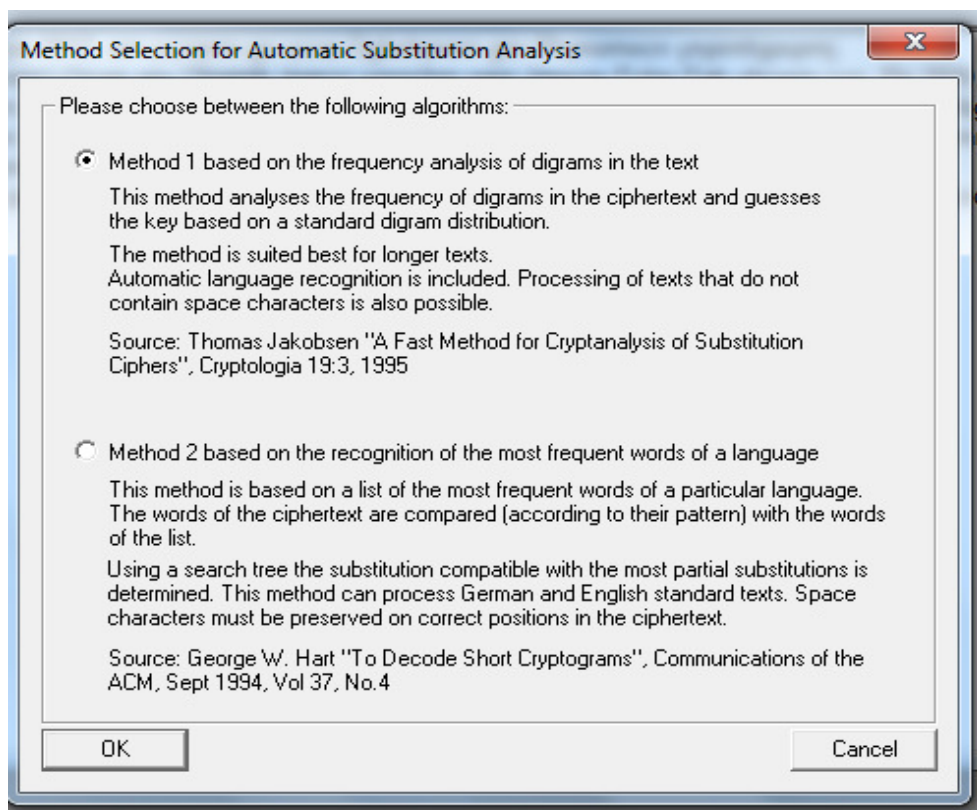 Method Selection for Automatic Substitution Analysis
Please choose between the following algorithms:
Method 1 based on the frequency analysis of digrams in the text
This method analyses the frequency of digrams in the ciphertext and guesses
the key based on a standard digram distribution.
The method is suited best for longer texts.
Automatic language recognition is included. Processing of texts that do not
contain space characters is also possible.
Source: Thomas Jakobsen "A Fast Method for Cryptanalysis of Substitution
Ciphers", Cryptologia 19:3, 1995
Method 2 based on the recognition of the most frequent words of a language
This method is based on a list of the most frequent words of a particular language.
The words of the ciphertext are compared (according to their pattern) with the words
of the list.
Using a search tree the substitution compatible with the most partial substitutions is
determined. This method can process German and English standard texts. Space
characters must be preserved on correct positions in the ciphertext.
Source: George W. Hart "To Decode Short Cryptograms", Communications of the
ACM, Sept 1994, Vol 37, No.4
OK Cancel